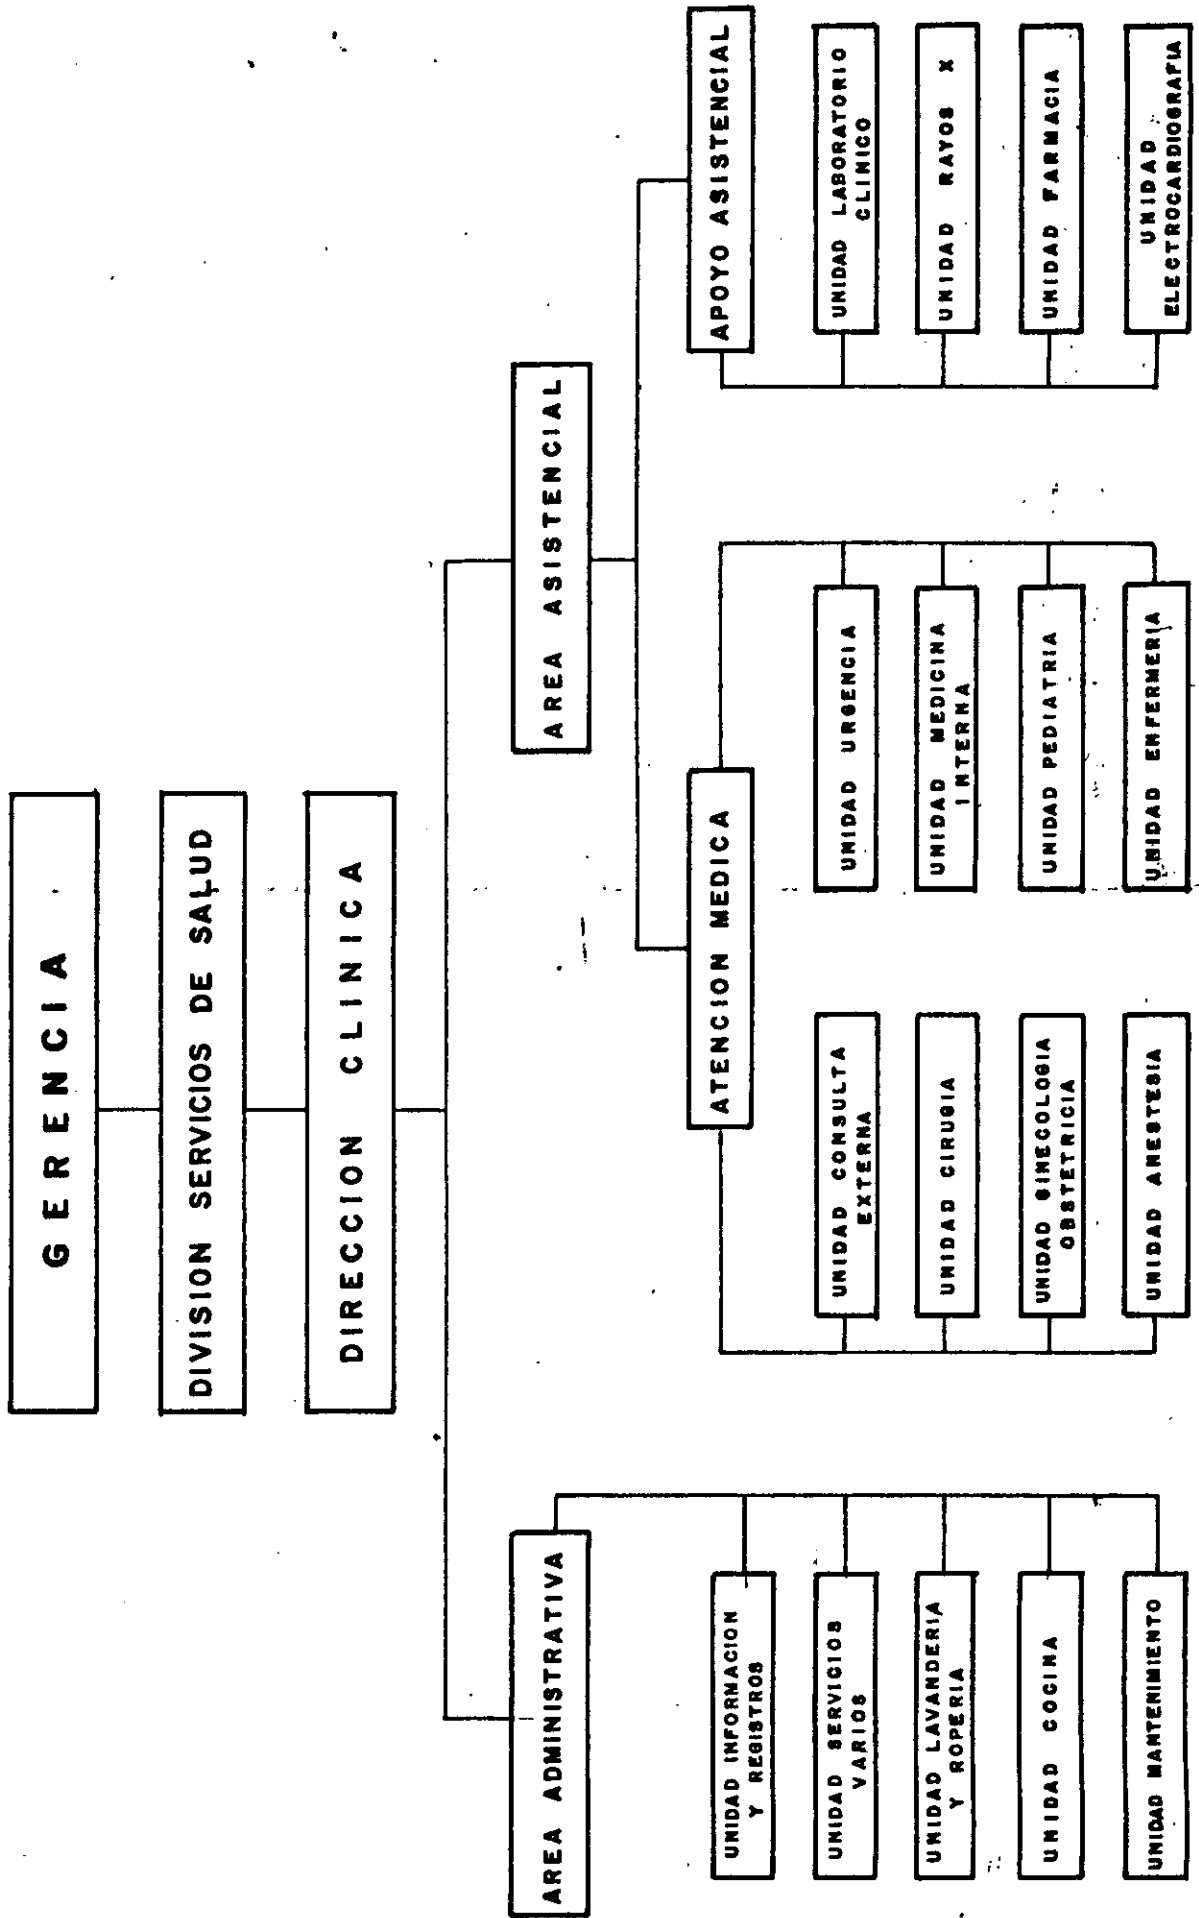 GERENCIA
DIVISION SERVICIOS DE SALUD
DIRECCION CLINICA
AREA ADMINISTRATIVA
UNIDAD INFORMACION
Y REGISTROS
UNIDAD SERVICIOS
VARIOS
UNIDAD LAVANDERIA
Y ROPERIA
UNIDAD COCINA
UNIDAD MANTENIMIENTO
AREA ASISTENCIAL
ATENCION MEDICA
UNIDAD CONSULTA
EXTERNA
UNIDAD CIRUGIA
UNIDAD GINECOLOGIA
OBSTETRICIA
UNIDAD ANESTESIA
UNIDAD URGENCIA
UNIDAD MEDICINA
INTERNA
UNIDAD PEDIATRIA
UNIDAD ENFERMERIA
APOYO ASISTENCIAL
UNIDAD LABORATORIO
CLINICO
UNIDAD RAYOS X
UNIDAD FARMACIA
UNIDAD
ELECTROCARDIOGRAFIA